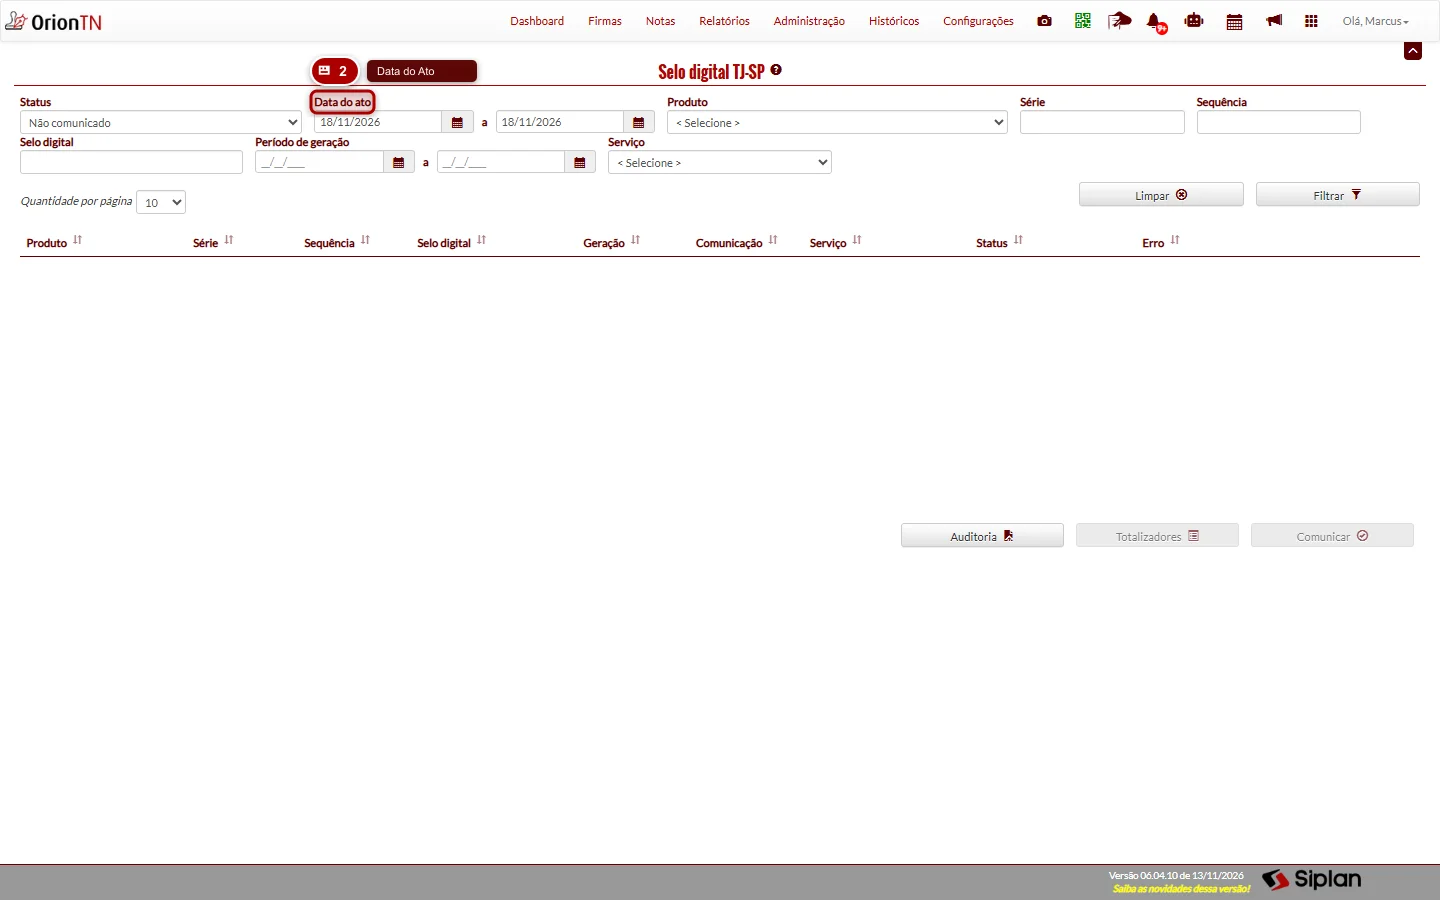 OrionTN
Dashboard
Firmas
Notas
Relatórios
Administração
Históricos
Configurações
9+
Olá, Marcus
2
Data do Ato
Selo digital TJ-SP
Status
Data do ato
Produto
Série
Sequência
Não comunicado
18/11/2026
a
18/11/2026
< Selecione >
Selo digital
Período de geração
Serviço
__/__/____
a
__/__/____
< Selecione >
Quantidade por página
10
Limpar
Filtrar
Produto
Série
Sequência
Selo digital
Geração
Comunicação
Serviço
Status
Erro
Auditoria
Totalizadores
Comunicar
Versão 06.04.10 de 13/11/2026
Saiba as novidades dessa versão!
Siplan